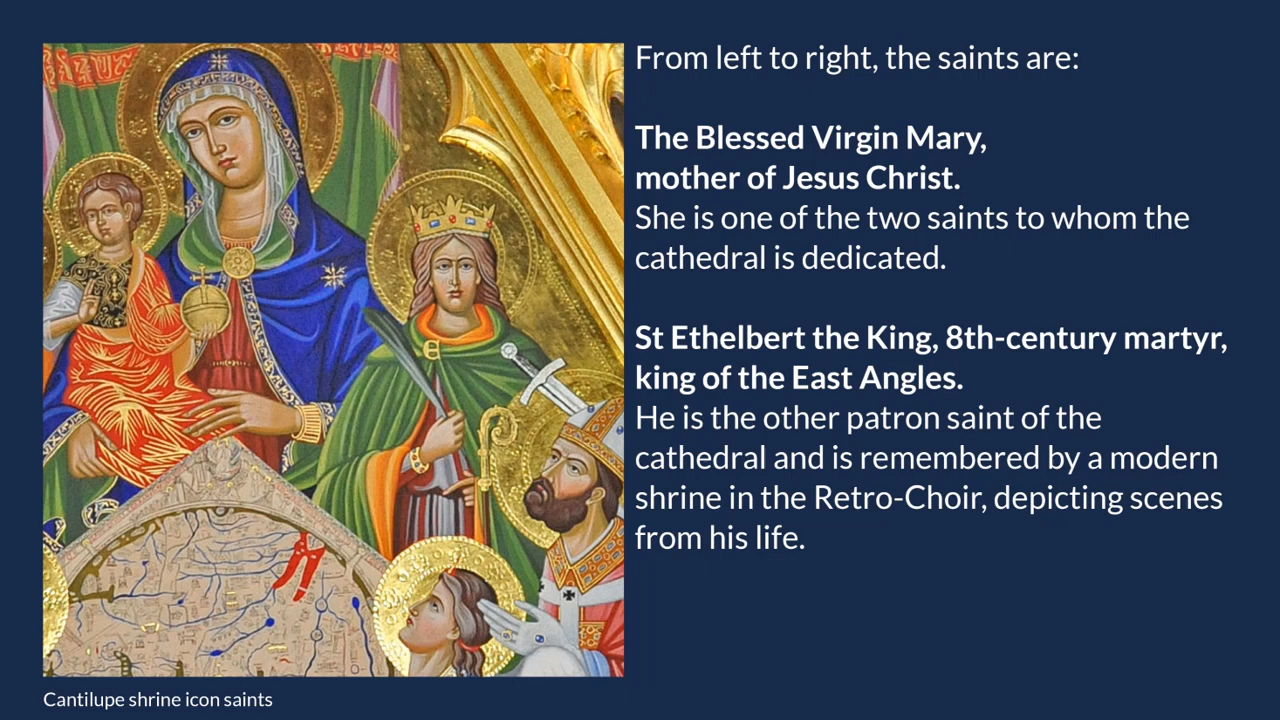 From left to right, the saints are:
The Blessed Virgin Mary,
mother of Jesus Christ.
She is one of the two saints to whom the
cathedral is dedicated.
St Ethelbert the King, 8th-century martyr,
king of the East Angles.
He is the other patron saint of the
cathedral and is remembered by a modern
shrine in the Retro-Choir, depicting scenes
from his life.
Cantilupe shrine icon saints